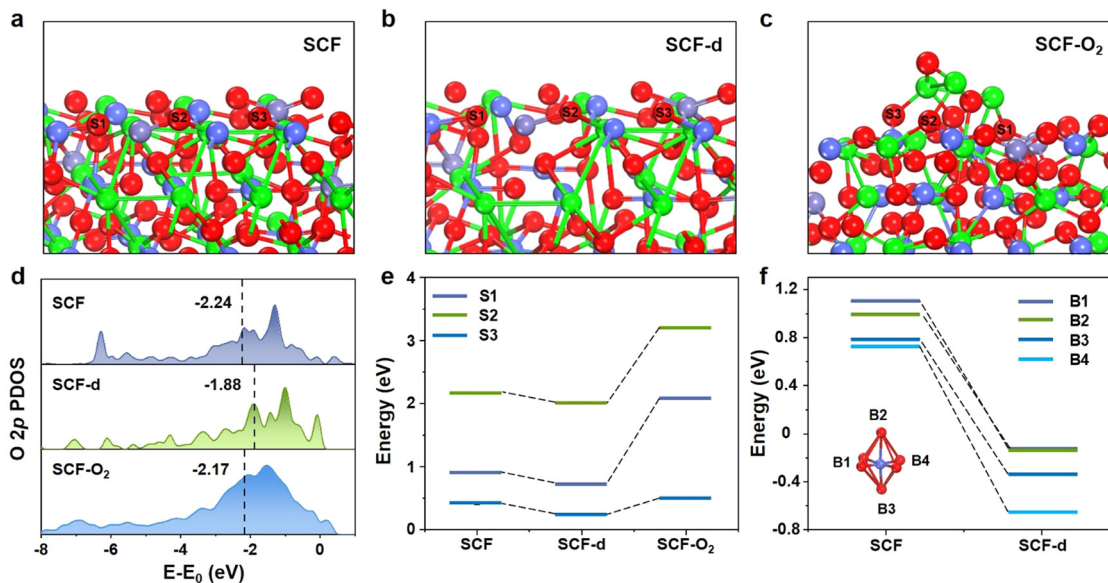 a
SCF
S1
S2
S3
b
SCF-d
S1
S2
S3
c
SCF-O2
S3
S2
S1
d
SCF
-2.24
SCF-d
-1.88
SCF-O2
-2.17
O 2p PDOS
-8
-6
-4
-2
0
E-E0 (eV)
e
S1
S2
S3
4
3
2
1
0
Energy (eV)
SCF
SCF-d
SCF-O2
f
B1
B2
B3
B4
1.2
0.8
0.4
0
-0.4
-0.8
Energy (eV)
B2
B1
B4
B3
SCF
SCF-d